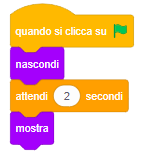 quando si clicca su
nascondi
attendi 2 secondi
mostra